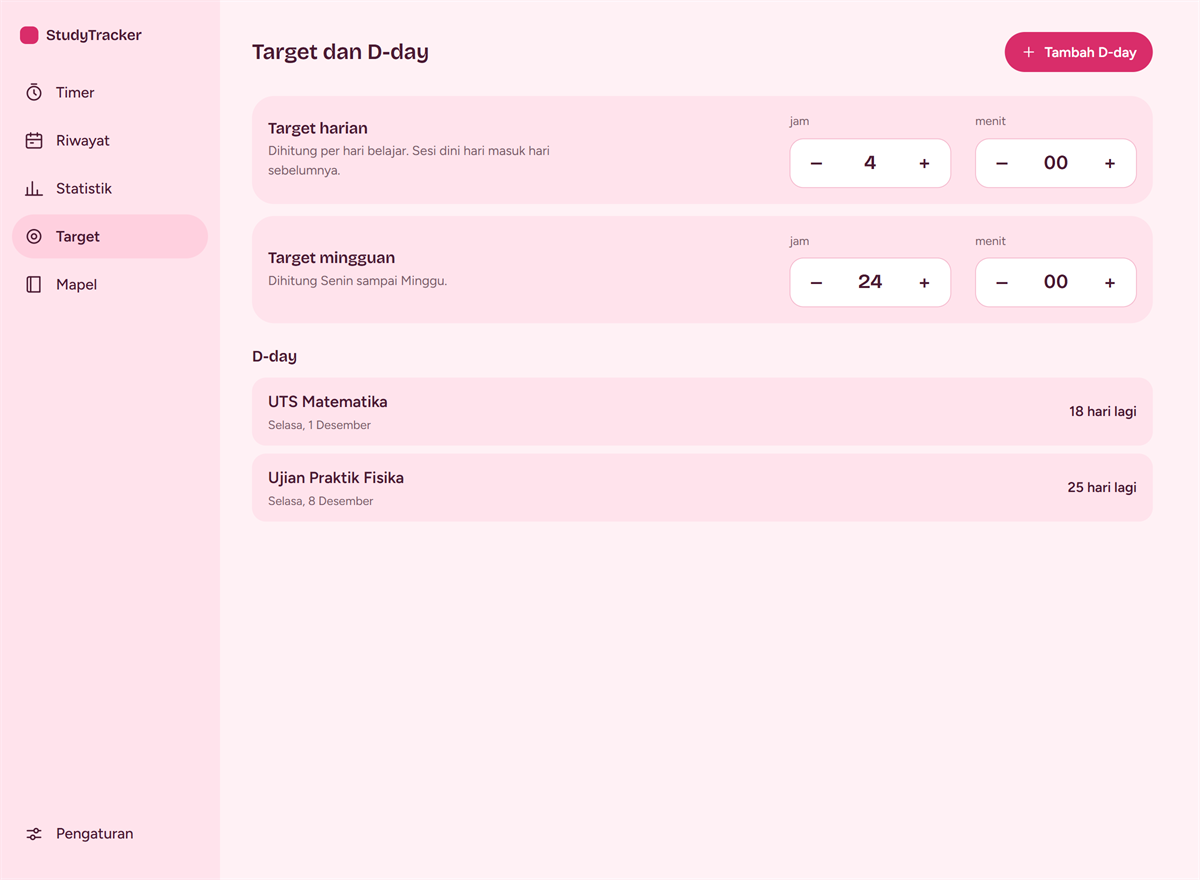 StudyTracker
Timer
Riwayat
Statistik
Target
Mapel
Pengaturan
Target dan D-day
+ Tambah D-day
Target harian
Dihitung per hari belajar. Sesi dini hari masuk hari
sebelumnya.
jam
menit
− 4 +
− 00 +
Target mingguan
Dihitung Senin sampai Minggu.
jam
menit
− 24 +
− 00 +
D-day
UTS Matematika
Selasa, 1 Desember
18 hari lagi
Ujian Praktik Fisika
Selasa, 8 Desember
25 hari lagi